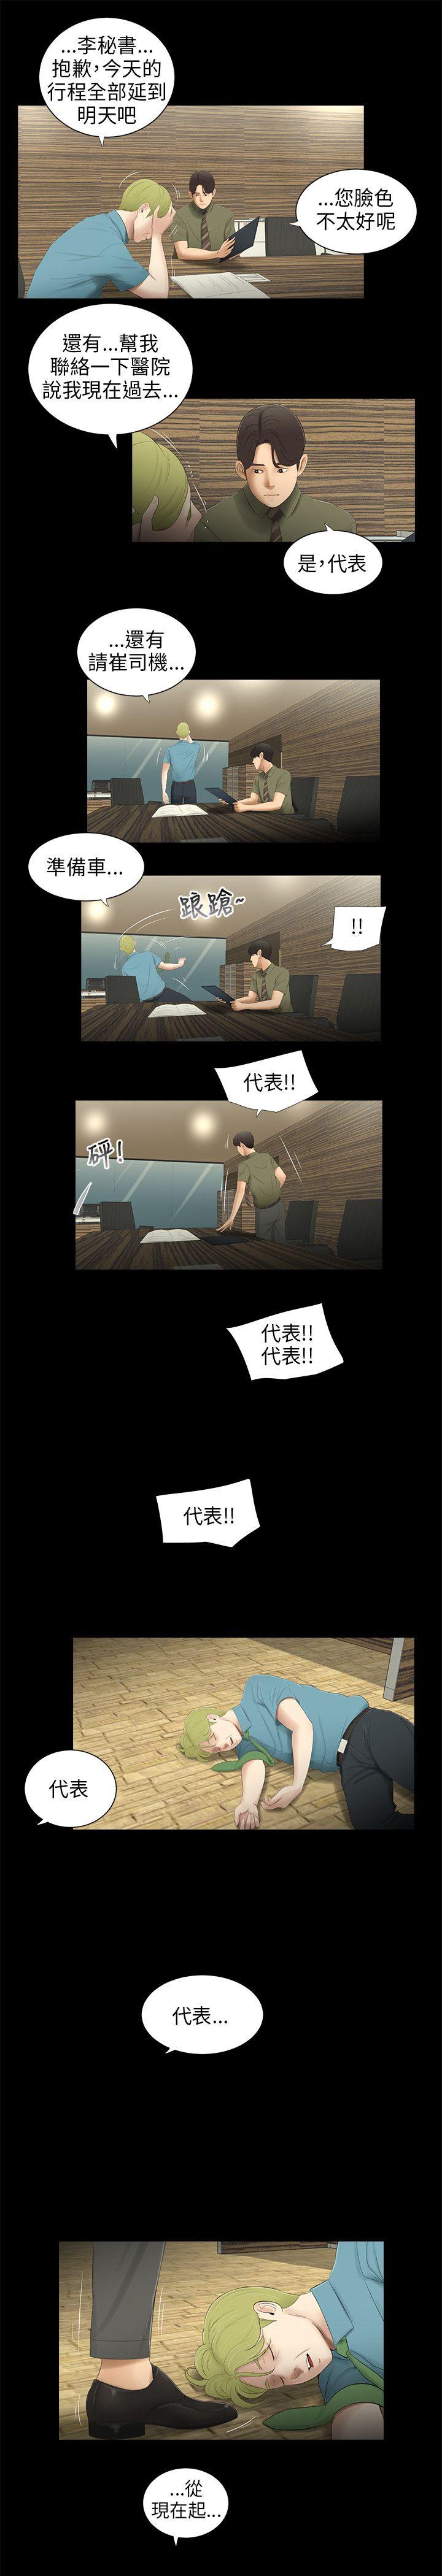 …李秘書…
抱歉,今天的
行程全部延到
明天吧
…您臉色
不太好呢
還有…幫我
聯絡一下醫院
說我現在過去…
是,代表
…還有
請崔司機…
準備車…
踉蹌~
!!
代表!!
砰!
代表!!
代表!!
代表!!
代表
代表…
…從
現在起…